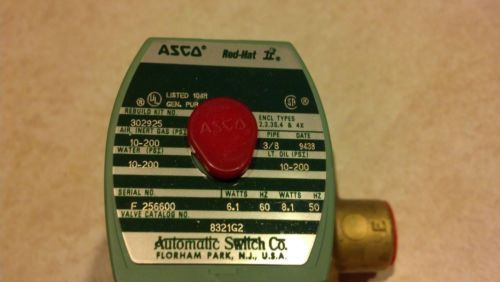 ASCO® Red-Hat II®
® UL LISTED GEN. PUR
REBUILD KIT NO. ENCL TYPES
302925 2,3,3S,4 & 4X
AIR, INERT GAS (PSI) PIPE DATE
10-200 3/8 9438
WATER (PSI) LT. OIL (PSI)
10-200 10-200
ASCO
SERIAL NO. WATTS HZ WATTS HZ
E 256600 6.1 60 8.1 50
VALVE CATALOG NO.
8321G2
Automatic Switch Co.
FLORHAM PARK, N.J., U.S.A.
E